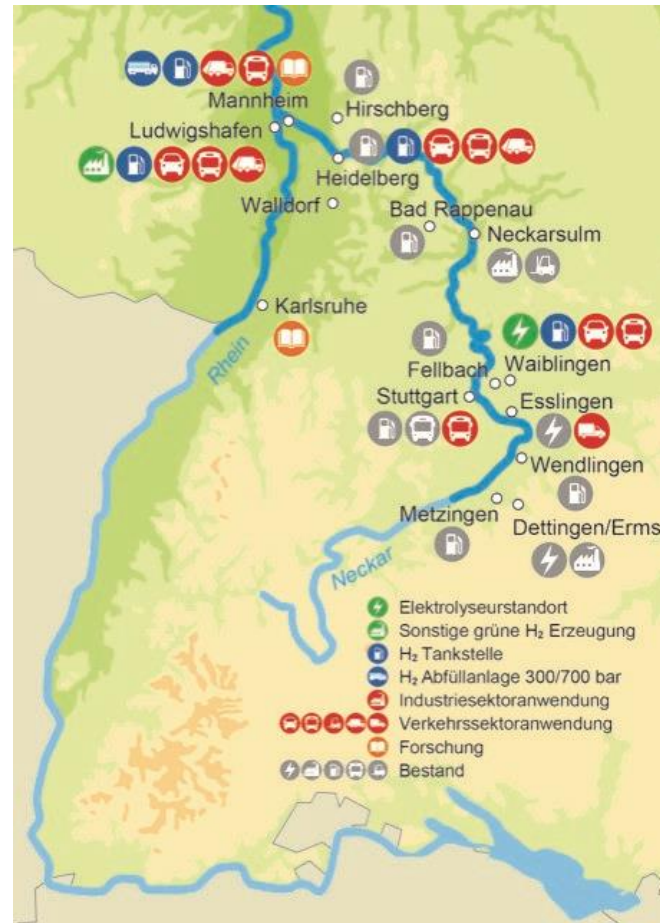 Mannheim
Hirschberg
Ludwigshafen
Heidelberg
Walldorf
Bad Rappenau
Neckarsulm
Karlsruhe
Rhein
Fellbach
Waiblingen
Stuttgart
Esslingen
Wendlingen
Metzingen
Dettingen/Erms
Neckar
Elektrolyseurstandort
Sonstige grüne H₂ Erzeugung
H₂ Tankstelle
H₂ Abfüllanlage 300/700 bar
Industriesektoranwendung
Verkehrssektoranwendung
Forschung
Bestand